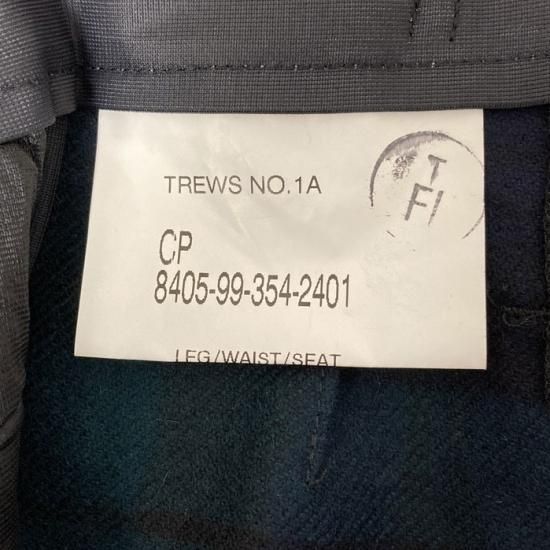 TREWS NO.1A
T
FI
CP
8405-99-354-2401
LEG/WAIST/SEAT